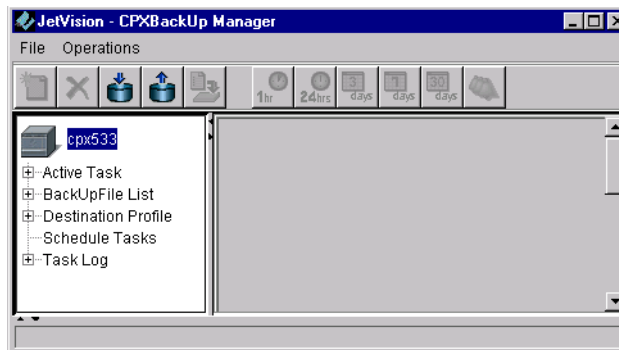 JetVision - CPXBackUp Manager
File Operations
1hr 24hrs 3 days 7 days 30 days
cpx533
Active Task
BackUpFile List
Destination Profile
Schedule Tasks
Task Log